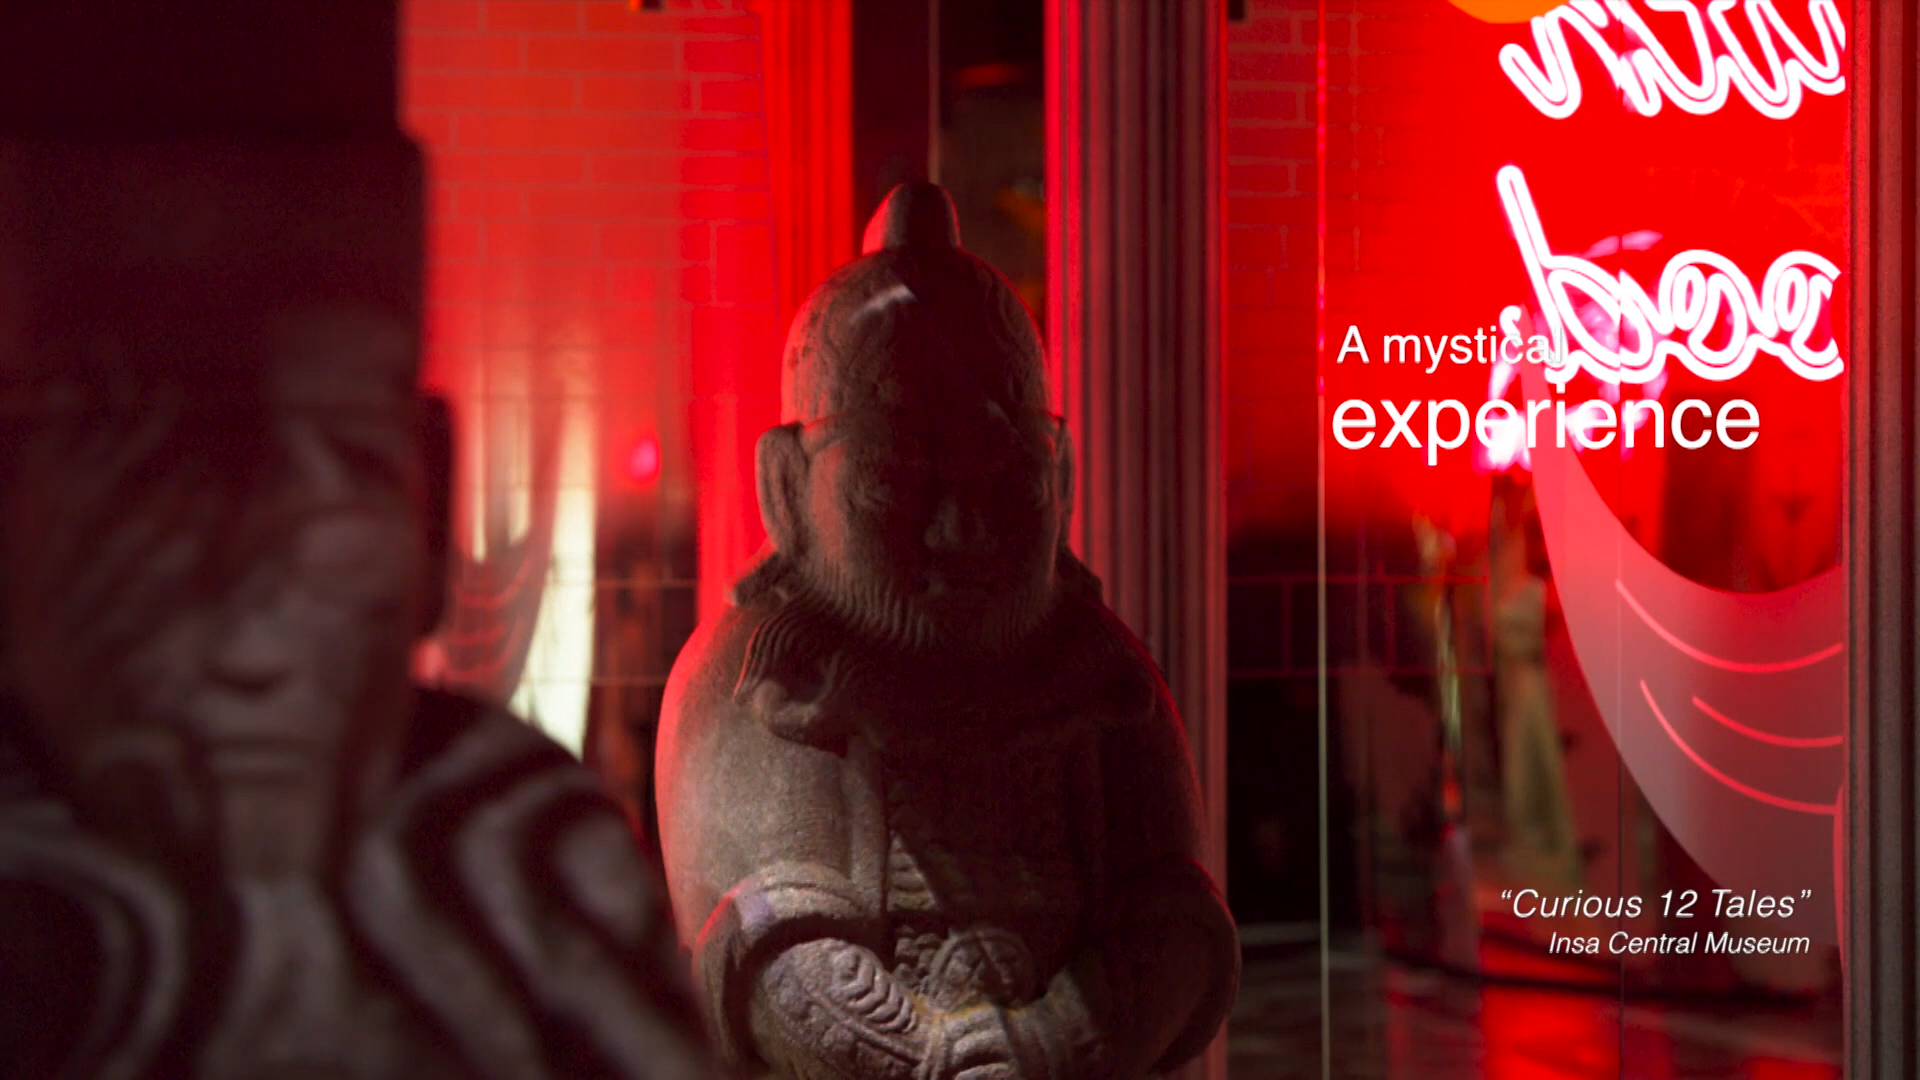 A mystical
experience
“Curious 12 Tales”
Insa Central Museum